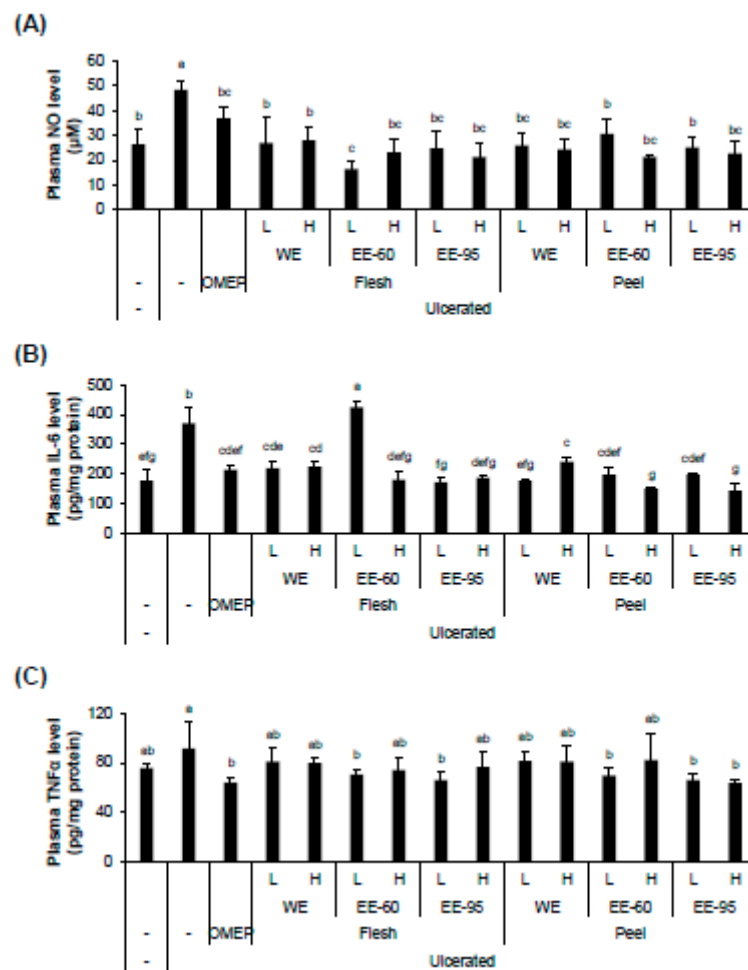 (A)
Plasma NO level
(µM)
60
50
40
30
20
10
0
b a bc b b c bc bc bc bc bc b bc b bc
L H L H L H L H L H L H
WE EE-60 EE-95 WE EE-60 EE-95
- - OMEP Flesh Peel
- Ulcerated
(B)
Plasma IL-6 level
(pg/mg protein)
500
400
300
200
100
0
efg b cdef cde cd a defg fg defg efg c cdef g cdef g
L H L H L H L H L H L H
WE EE-60 EE-95 WE EE-60 EE-95
- - OMEP Flesh Peel
- Ulcerated
(C)
Plasma TNFα level
(pg/mg protein)
120
80
40
0
ab a b ab ab b ab b ab ab ab b ab b b
L H L H L H L H L H L H
WE EE-60 EE-95 WE EE-60 EE-95
- - OMEP Flesh Peel
- Ulcerated